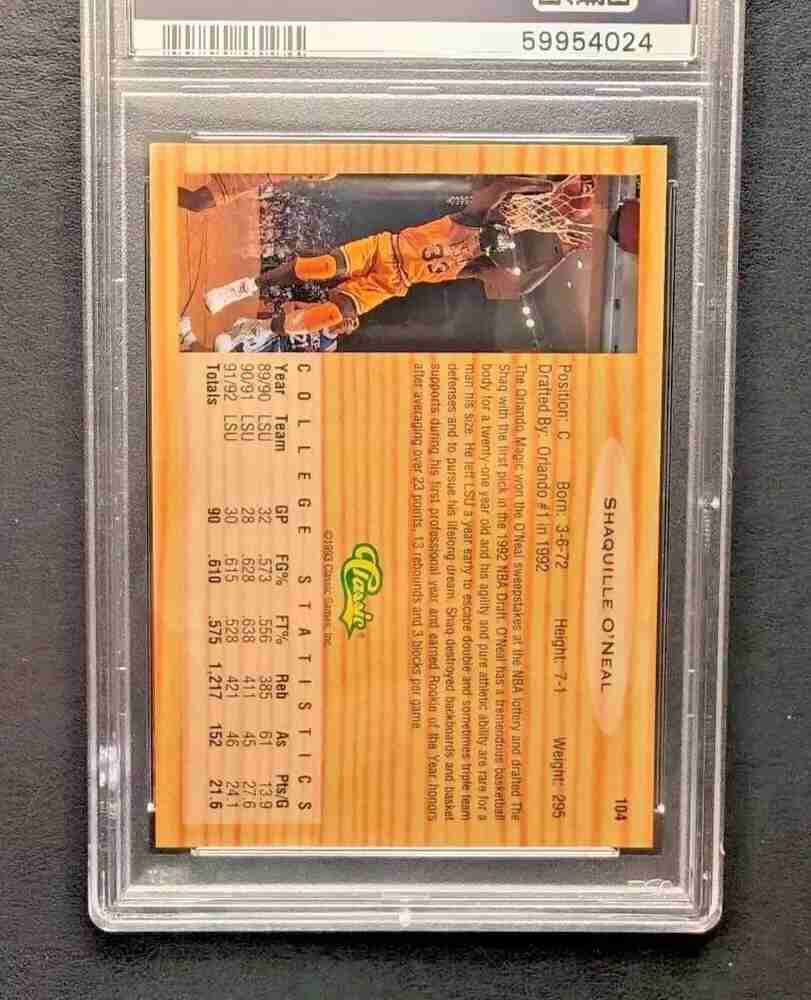 59954024
104
SHAQUILLE O'NEAL
Position: C Born: 3-6-72 Height: 7-1 Weight: 295
Drafted By: Orlando #1 in 1992
The Orlando Magic won the O'Neal sweepstakes at the NBA lottery and drafted The
Shaq with the first pick in the 1992 NBA Draft. O'Neal has a tremendous basketball
body for a twenty-one year old and his agility and pure athletic ability are rare for a
man his size. He left LSU a year early to escape double and sometimes triple team
defenses and to pursue his lifelong dream. Shaq destroyed backboards and basket
supports during his first professional year and earned Rookie of the Year honors
after averaging over 23 points, 13 rebounds and 3 blocks per game.
Classic
©1993 Classic Games, Inc.
COLLEGE STATISTICS
Year Team GP FG% FT% Reb As Pts/G
89/90 LSU 32 .573 .556 385 61 13.9
90/91 LSU 28 .628 .638 411 45 27.6
91/92 LSU 30 .615 .528 421 46 24.1
Totals 90 .610 .575 1,217 152 21.6
33